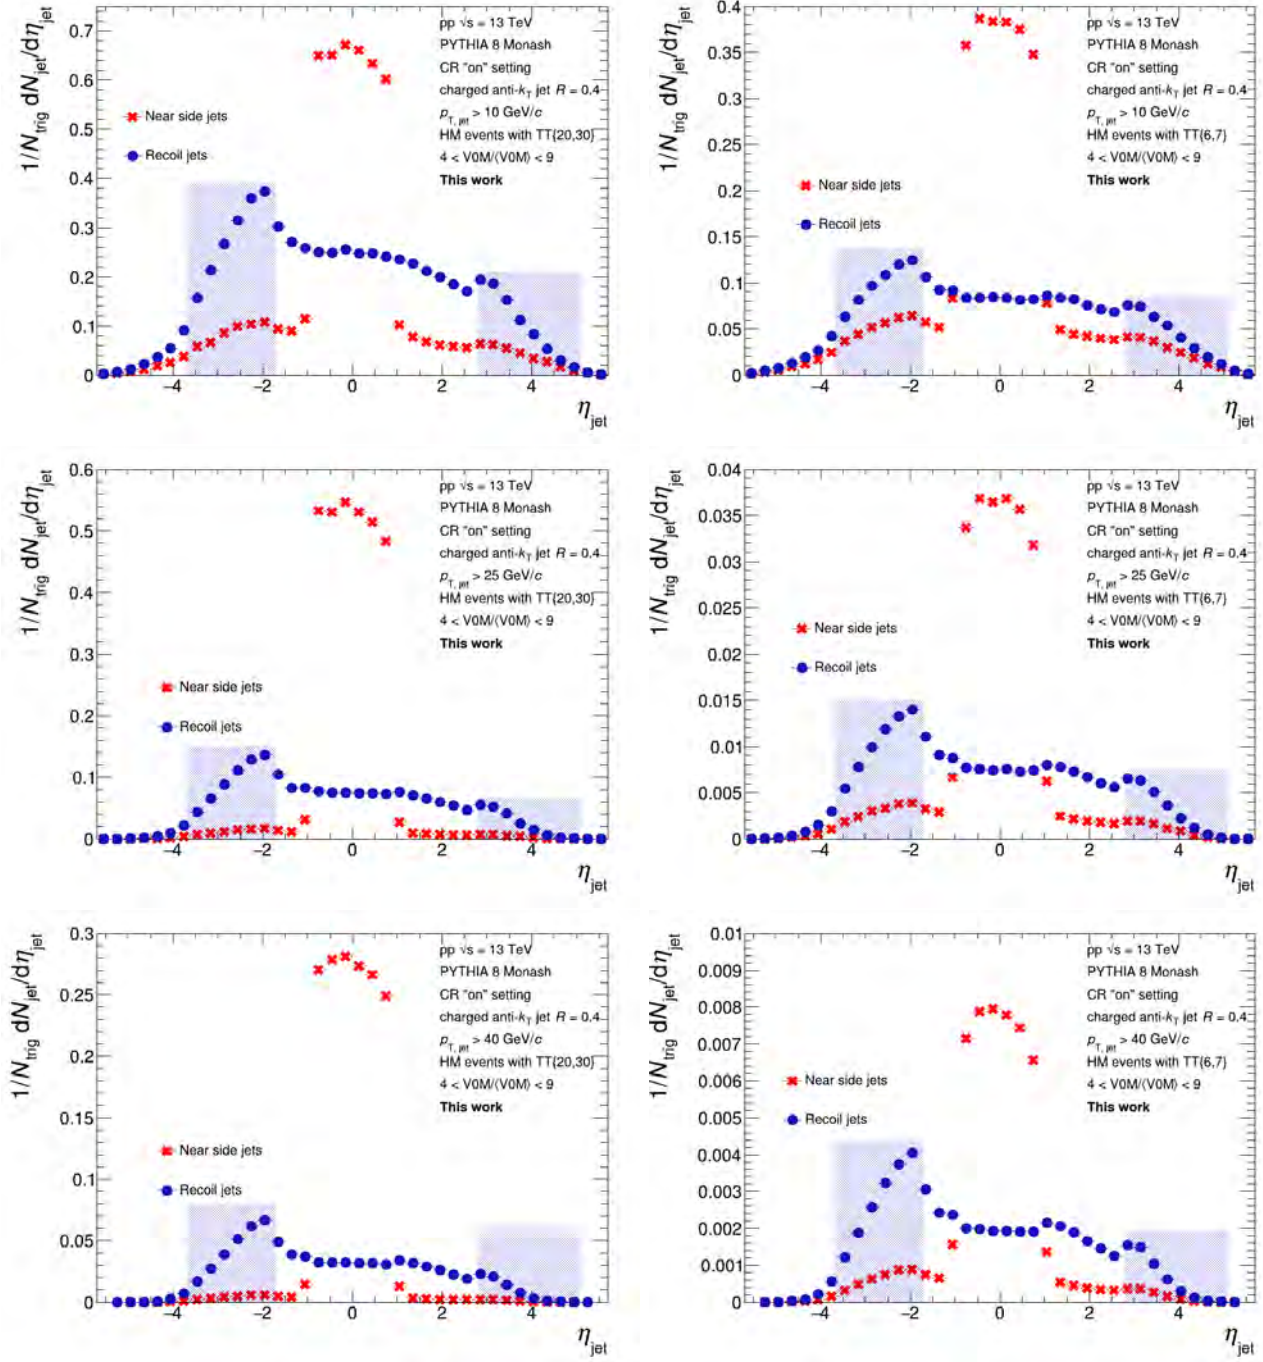 1/N_trig dN_jet/dη_jet
0.7
0.6
0.5
0.4
0.3
0.2
0.1
0
−4 −2 0 2 4
η_jet
Near side jets
Recoil jets
pp √s = 13 TeV
PYTHIA 8 Monash
CR "on" setting
charged anti-k_T jet R = 0.4
p_T, jet > 10 GeV/c
HM events with TT{20,30}
4 < V0M/⟨V0M⟩ < 9
This work
1/N_trig dN_jet/dη_jet
0.4
0.35
0.3
0.25
0.2
0.15
0.1
0.05
0
−4 −2 0 2 4
η_jet
Near side jets
Recoil jets
pp √s = 13 TeV
PYTHIA 8 Monash
CR "on" setting
charged anti-k_T jet R = 0.4
p_T, jet > 10 GeV/c
HM events with TT{6,7}
4 < V0M/⟨V0M⟩ < 9
This work
1/N_trig dN_jet/dη_jet
0.6
0.5
0.4
0.3
0.2
0.1
0
−4 −2 0 2 4
η_jet
Near side jets
Recoil jets
pp √s = 13 TeV
PYTHIA 8 Monash
CR "on" setting
charged anti-k_T jet R = 0.4
p_T, jet > 25 GeV/c
HM events with TT{20,30}
4 < V0M/⟨V0M⟩ < 9
This work
1/N_trig dN_jet/dη_jet
0.04
0.035
0.03
0.025
0.02
0.015
0.01
0.005
0
−4 −2 0 2 4
η_jet
Near side jets
Recoil jets
pp √s = 13 TeV
PYTHIA 8 Monash
CR "on" setting
charged anti-k_T jet R = 0.4
p_T, jet > 25 GeV/c
HM events with TT{6,7}
4 < V0M/⟨V0M⟩ < 9
This work
1/N_trig dN_jet/dη_jet
0.3
0.25
0.2
0.15
0.1
0.05
0
−4 −2 0 2 4
η_jet
Near side jets
Recoil jets
pp √s = 13 TeV
PYTHIA 8 Monash
CR "on" setting
charged anti-k_T jet R = 0.4
p_T, jet > 40 GeV/c
HM events with TT{20,30}
4 < V0M/⟨V0M⟩ < 9
This work
1/N_trig dN_jet/dη_jet
0.01
0.009
0.008
0.007
0.006
0.005
0.004
0.003
0.002
0.001
0
−4 −2 0 2 4
η_jet
Near side jets
Recoil jets
pp √s = 13 TeV
PYTHIA 8 Monash
CR "on" setting
charged anti-k_T jet R = 0.4
p_T, jet > 40 GeV/c
HM events with TT{6,7}
4 < V0M/⟨V0M⟩ < 9
This work